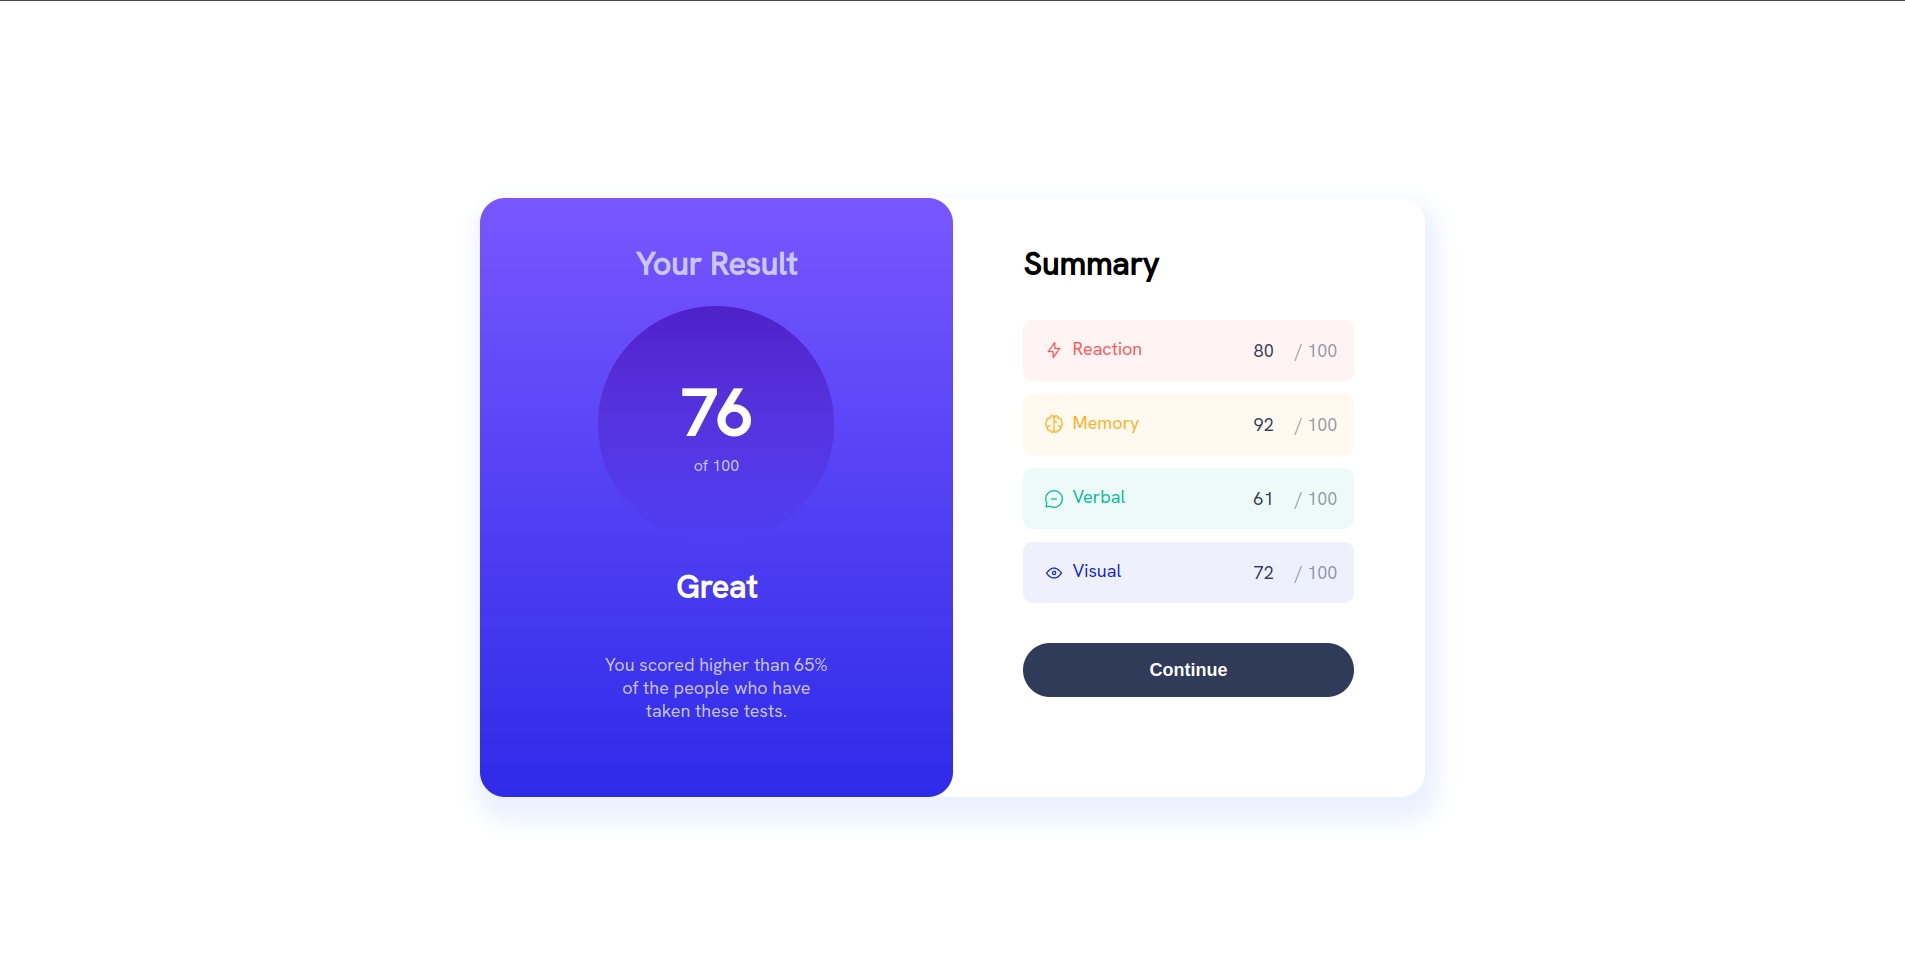 Your Result
76
of 100
Great
You scored higher than 65%
of the people who have
taken these tests.
Summary
Reaction 80 / 100
Memory 92 / 100
Verbal 61 / 100
Visual 72 / 100
Continue